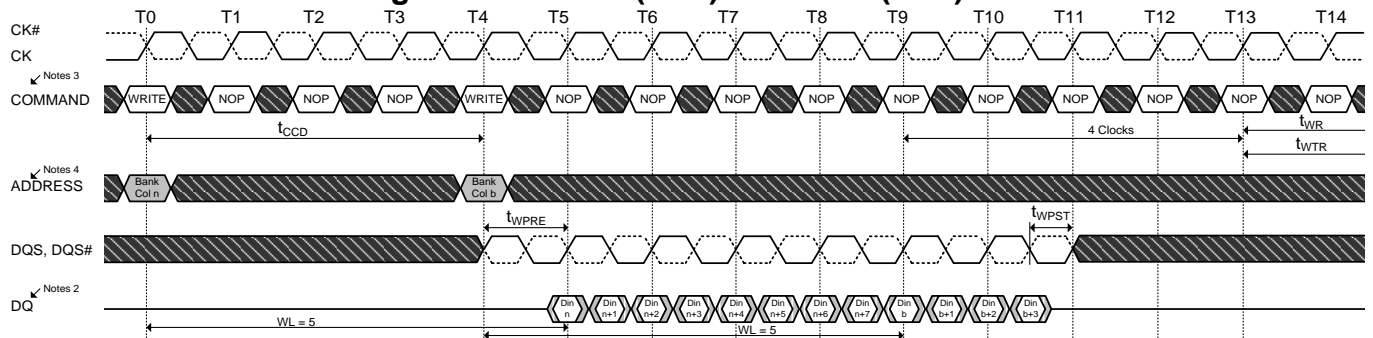 T0 T1 T2 T3 T4 T5 T6 T7 T8 T9 T10 T11 T12 T13 T14
CK#
CK
Notes 3
COMMAND WRITE NOP NOP NOP WRITE NOP NOP NOP NOP NOP NOP NOP NOP NOP NOP
tCCD 4 Clocks tWR
tWTR
Notes 4
ADDRESS Bank Col n Bank Col b
tWPRE tWPST
DQS, DQS#
Notes 2
DQ Din n Din n+1 Din n+2 Din n+3 Din n+4 Din n+5 Din n+6 Din n+7 Din b Din b+1 Din b+2 Din b+3
WL = 5 WL = 5